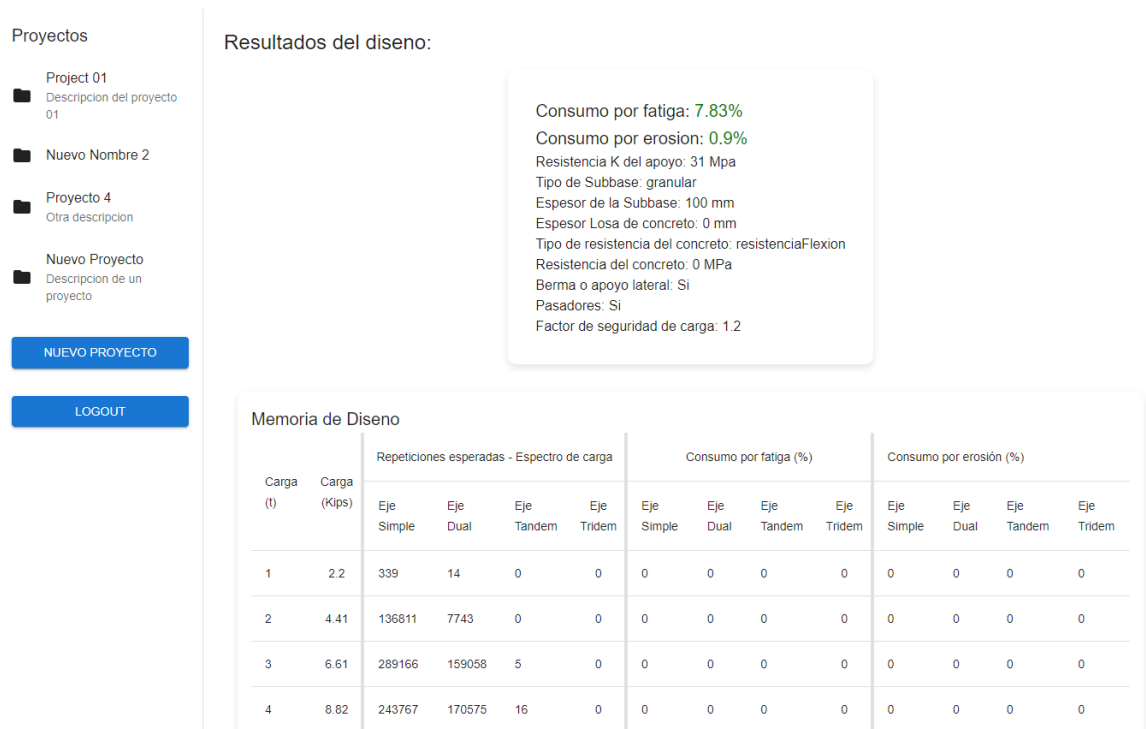 Proyectos
Project 01
Descripcion del proyecto
01
Nuevo Nombre 2
Proyecto 4
Otra descripcion
Nuevo Proyecto
Descripcion de un
proyecto
NUEVO PROYECTO
LOGOUT
Resultados del diseno:
Consumo por fatiga: 7.83%
Consumo por erosion: 0.9%
Resistencia K del apoyo: 31 Mpa
Tipo de Subbase: granular
Espesor de la Subbase: 100 mm
Espesor Losa de concreto: 0 mm
Tipo de resistencia del concreto: resistenciaFlexion
Resistencia del concreto: 0 MPa
Berma o apoyo lateral: Si
Pasadores: Si
Factor de seguridad de carga: 1.2
Memoria de Diseno
Repeticiones esperadas - Espectro de carga Consumo por fatiga (%) Consumo por erosión (%)
Carga Carga
(t) (Kips)
Eje Eje Eje Eje Eje Eje Eje Eje Eje Eje Eje Eje
Simple Dual Tandem Tridem Simple Dual Tandem Tridem Simple Dual Tandem Tridem
1 2.2 339 14 0 0 0 0 0 0 0 0 0 0
2 4.41 136811 7743 0 0 0 0 0 0 0 0 0 0
3 6.61 289166 159058 5 0 0 0 0 0 0 0 0 0
4 8.82 243767 170575 16 0 0 0 0 0 0 0 0 0